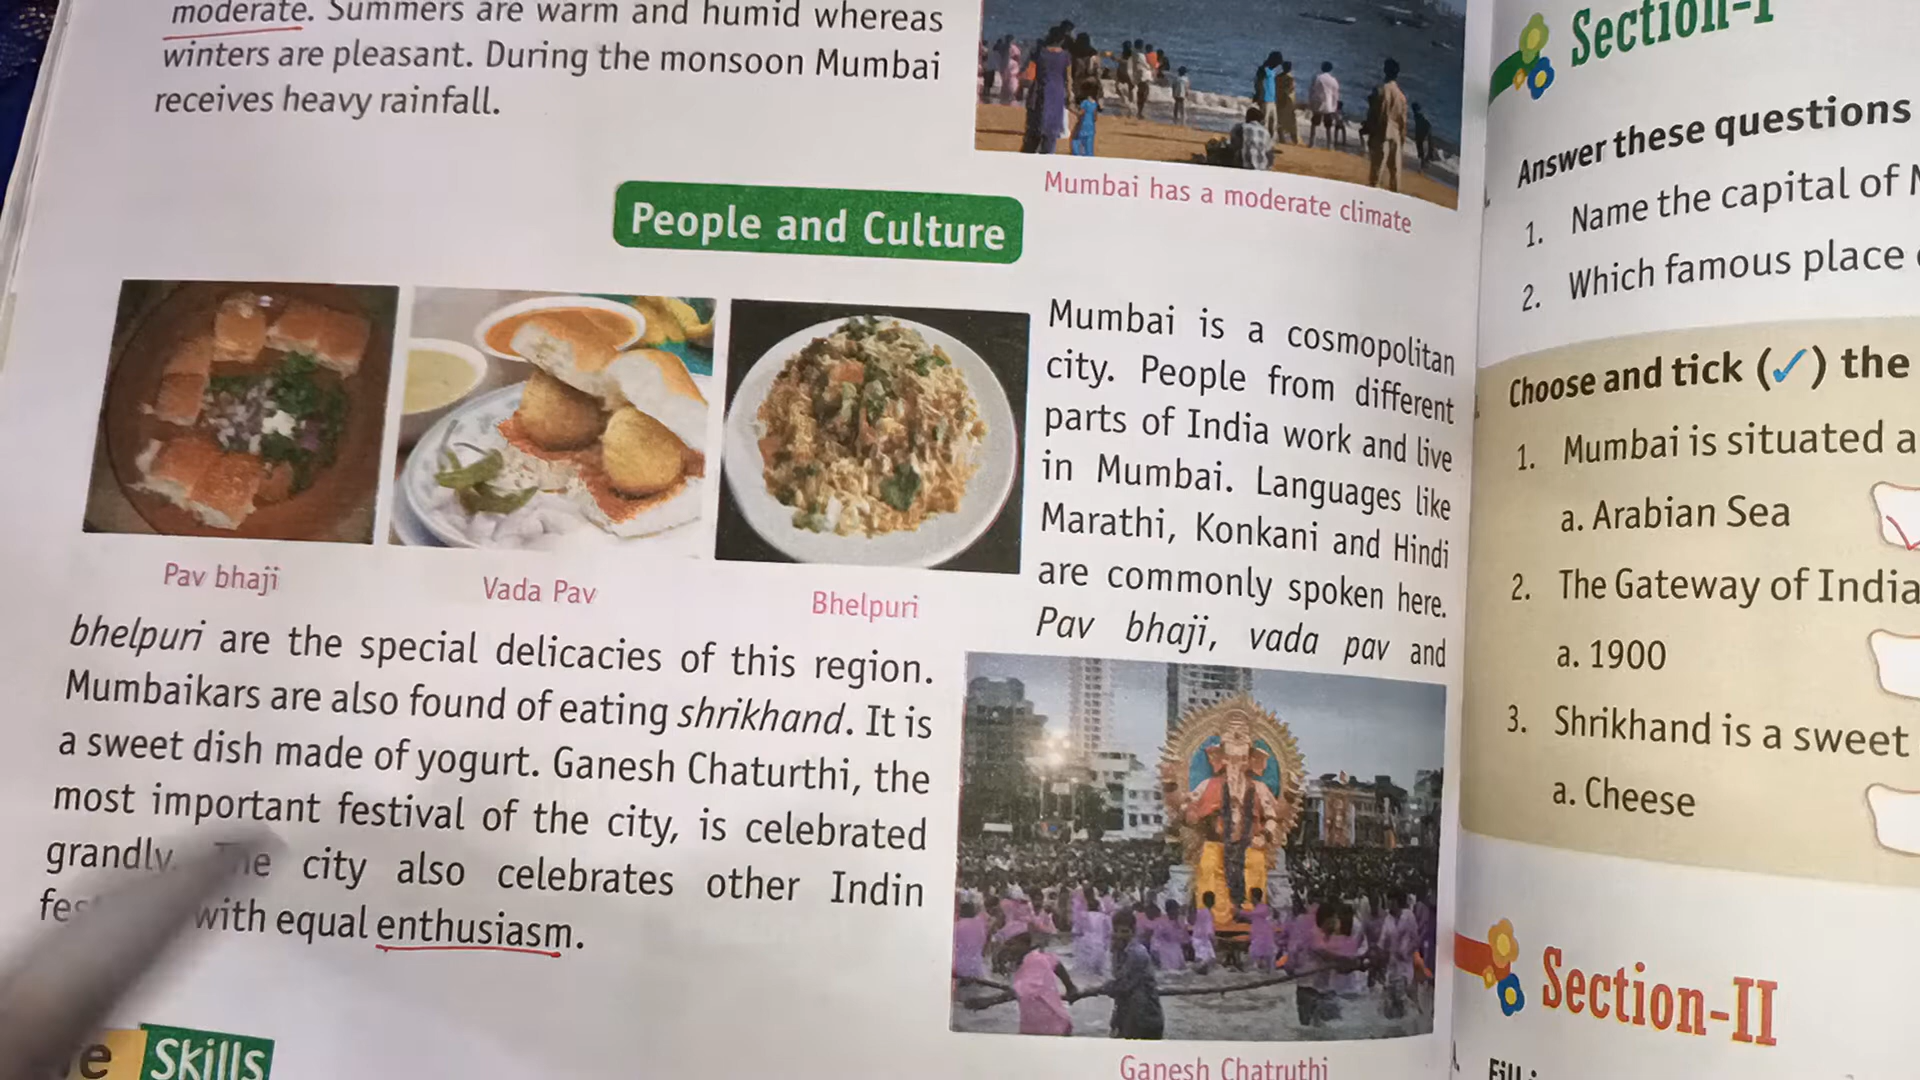 moderate. Summers are warm and humid whereas
winters are pleasant. During the monsoon Mumbai
receives heavy rainfall.
Mumbai has a moderate climate
People and Culture
Pav bhaji
Vada Pav
Bhelpuri
Mumbai is a cosmopolitan
city. People from different
parts of India work and live
in Mumbai. Languages like
Marathi, Konkani and Hindi
are commonly spoken here.
Pav bhaji, vada pav and
bhelpuri are the special delicacies of this region.
Mumbaikars are also found of eating shrikhand. It is
a sweet dish made of yogurt. Ganesh Chaturthi, the
most important festival of the city, is celebrated
grandly. The city also celebrates other Indin
with equal enthusiasm.
Ganesh Chatruthi
Skills
Section-I
Answer these questions
1. Name the capital of
2. Which famous place
Choose and tick (✓) the
1. Mumbai is situated
a. Arabian Sea
2. The Gateway of India
a. 1900
3. Shrikhand is a sweet
a. Cheese
Section-II